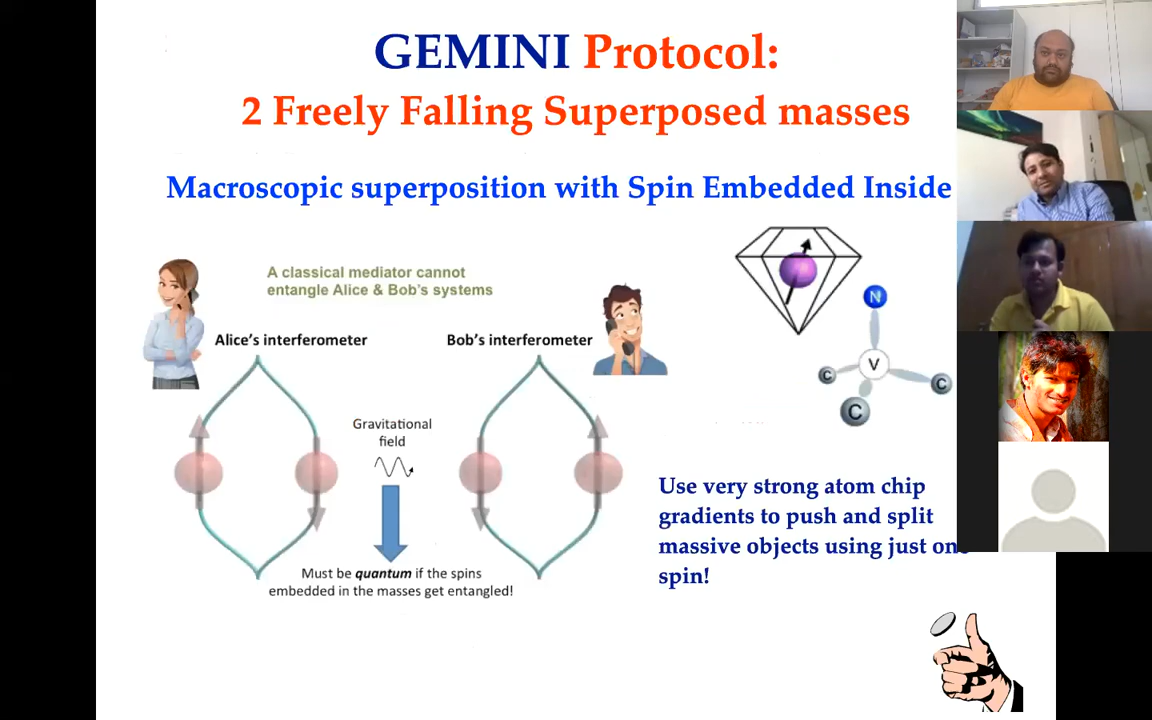 GEMINI Protocol:
2 Freely Falling Superposed masses
Macroscopic superposition with Spin Embedded Inside
A classical mediator cannot
entangle Alice & Bob's systems
Alice's interferometer
Bob's interferometer
Gravitational
field
Must be quantum if the spins
embedded in the masses get entangled!
N
V
C
C
C
Use very strong atom chip
gradients to push and split
massive objects using just one
spin!